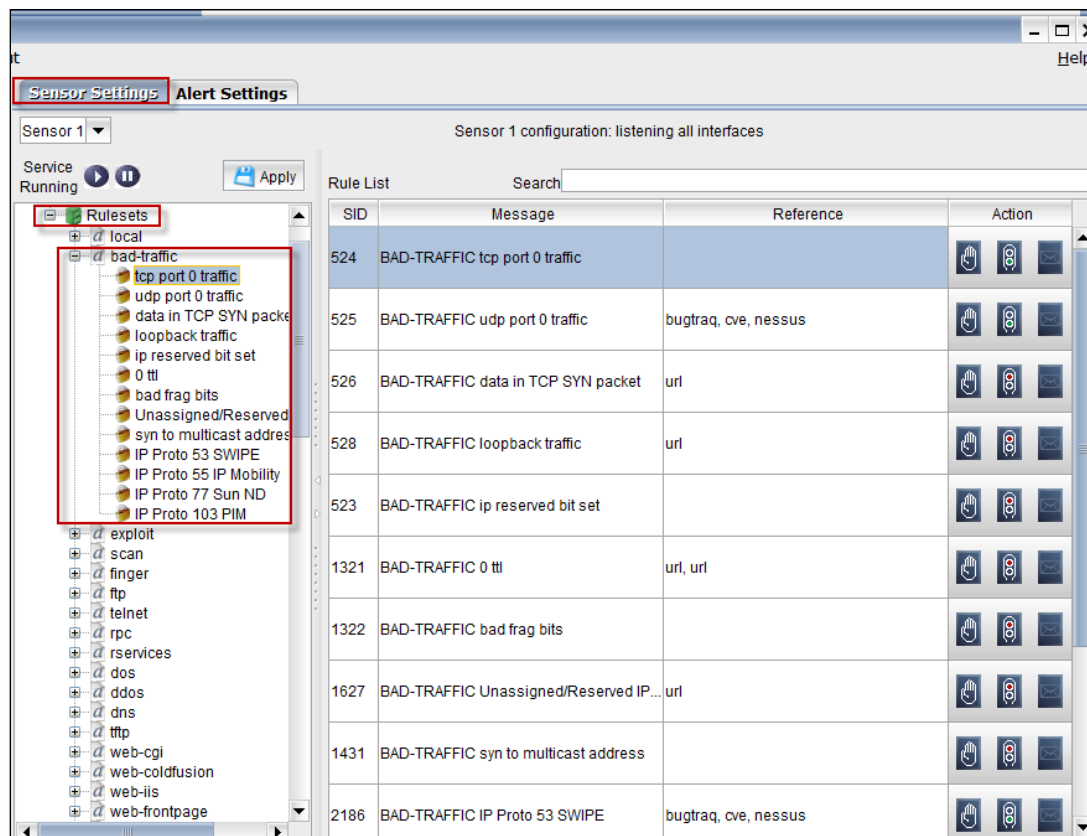 ut
Help
Sensor Settings Alert Settings
Sensor 1
Sensor 1 configuration: listening all interfaces
Service
Running
Apply
Rulesets
local
bad-traffic
tcp port 0 traffic
udp port 0 traffic
data in TCP SYN packe
loopback traffic
ip reserved bit set
0 ttl
bad frag bits
Unassigned/Reserved
syn to multicast addres
IP Proto 53 SWIPE
IP Proto 55 IP Mobility
IP Proto 77 Sun ND
IP Proto 103 PIM
exploit
scan
finger
ftp
telnet
rpc
rservices
dos
ddos
dns
tftp
web-cgi
web-coldfusion
web-iis
web-frontpage
Rule List Search
SID Message Reference Action
524 BAD-TRAFFIC tcp port 0 traffic
525 BAD-TRAFFIC udp port 0 traffic bugtraq, cve, nessus
526 BAD-TRAFFIC data in TCP SYN packet url
528 BAD-TRAFFIC loopback traffic url
523 BAD-TRAFFIC ip reserved bit set
1321 BAD-TRAFFIC 0 ttl url, url
1322 BAD-TRAFFIC bad frag bits
1627 BAD-TRAFFIC Unassigned/Reserved IP... url
1431 BAD-TRAFFIC syn to multicast address
2186 BAD-TRAFFIC IP Proto 53 SWIPE bugtraq, cve, nessus